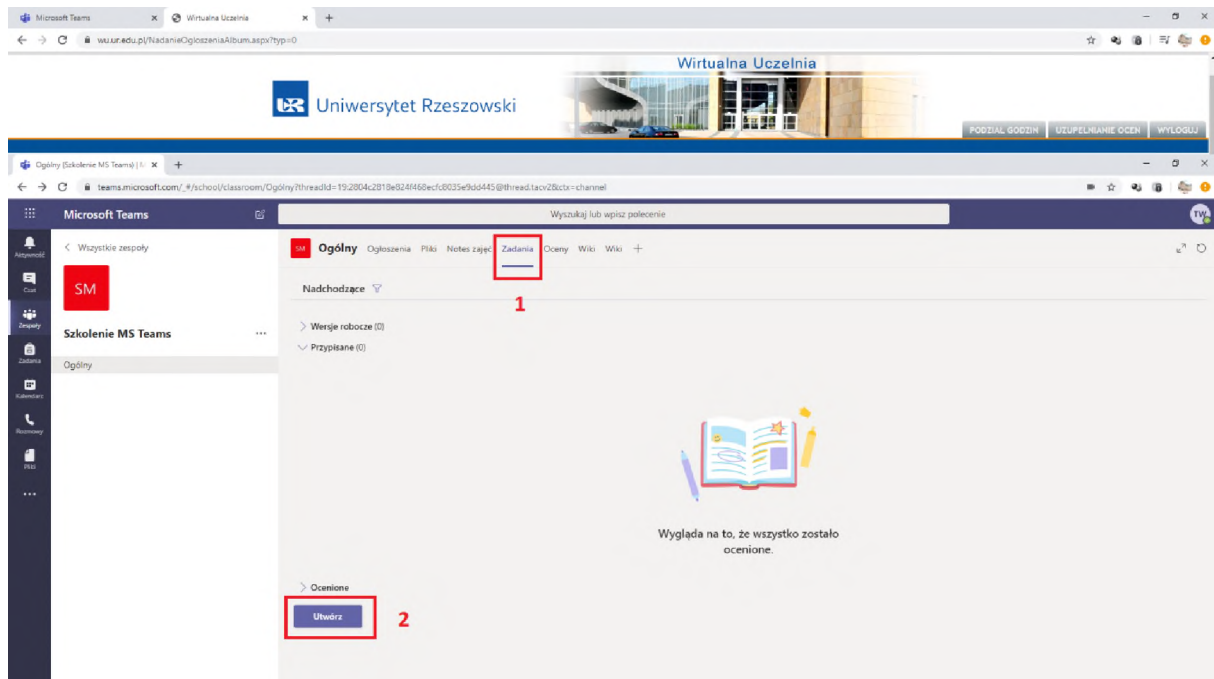 Microsoft Teams
Wirtualna Uczelnia
wu.ur.edu.pl/NadanieOgloszeniaAlbum.aspx?typ=0
Wirtualna Uczelnia
UR Uniwersytet Rzeszowski
PODZIAŁ GODZIN UZUPEŁNIANIE OCEN WYLOGUJ
Ogólny (Szkolenie MS Teams) | M
teams.microsoft.com/_#/school/classroom/Ogólny?threadId=19:2804c2818e824f468ecfc8035e9dd445@thread.tacv2&ctx=channel
Microsoft Teams
Wyszukaj lub wpisz polecenie
TW
Aktywność
Czat
Zespoły
Zadania
Kalendarz
Rozmowy
Pliki
Wszystkie zespoły
SM
Szkolenie MS Teams
Ogólny
SM Ogólny Ogłoszenia Pliki Notes zajęć Zadania Oceny Wiki Wiki
1
Nadchodzące
Wersje robocze (0)
Przypisane (0)
Wygląda na to, że wszystko zostało
ocenione.
Ocenione
Utwórz
2